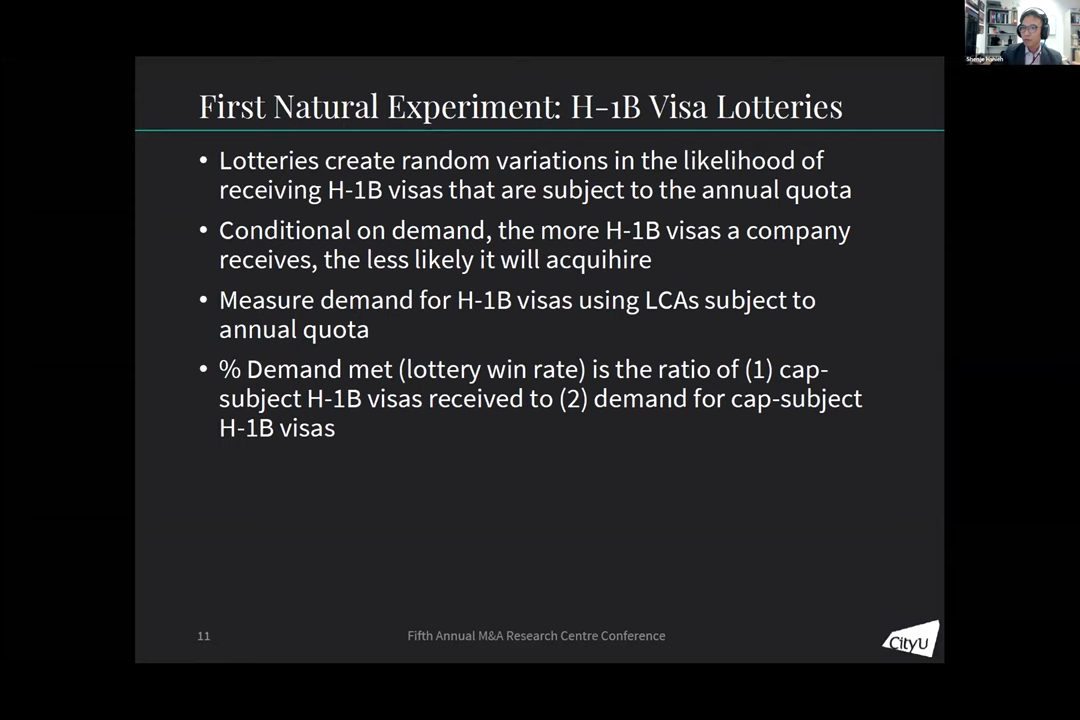 First Natural Experiment: H-1B Visa Lotteries
• Lotteries create random variations in the likelihood of
receiving H-1B visas that are subject to the annual quota
• Conditional on demand, the more H-1B visas a company
receives, the less likely it will acquihire
• Measure demand for H-1B visas using LCAs subject to
annual quota
• % Demand met (lottery win rate) is the ratio of (1) cap-
subject H-1B visas received to (2) demand for cap-subject
H-1B visas
11
Fifth Annual M&A Research Centre Conference
CityU